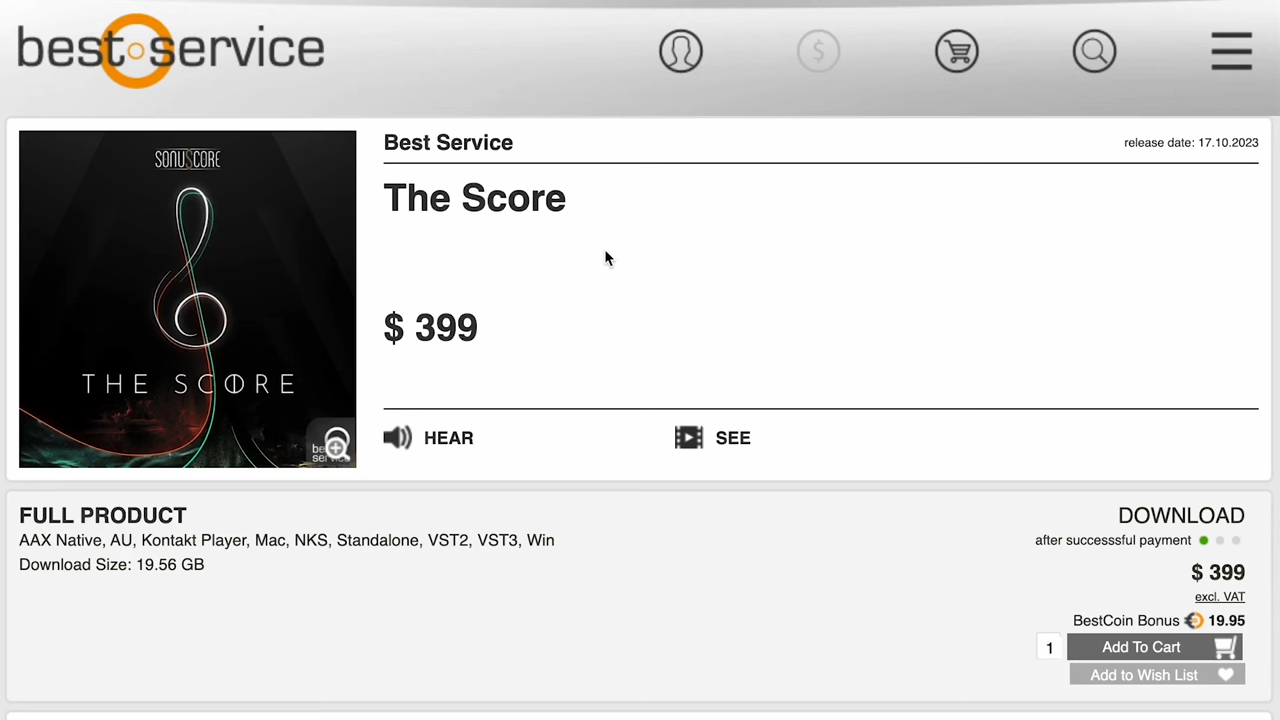 best service
$
SONUSCORE
THE SCORE
Best Service
release date: 17.10.2023
The Score
$ 399
HEAR
SEE
FULL PRODUCT
AAX Native, AU, Kontakt Player, Mac, NKS, Standalone, VST2, VST3, Win
Download Size: 19.56 GB
DOWNLOAD
after successsful payment
$ 399
excl. VAT
BestCoin Bonus 19.95
1 Add To Cart
Add to Wish List